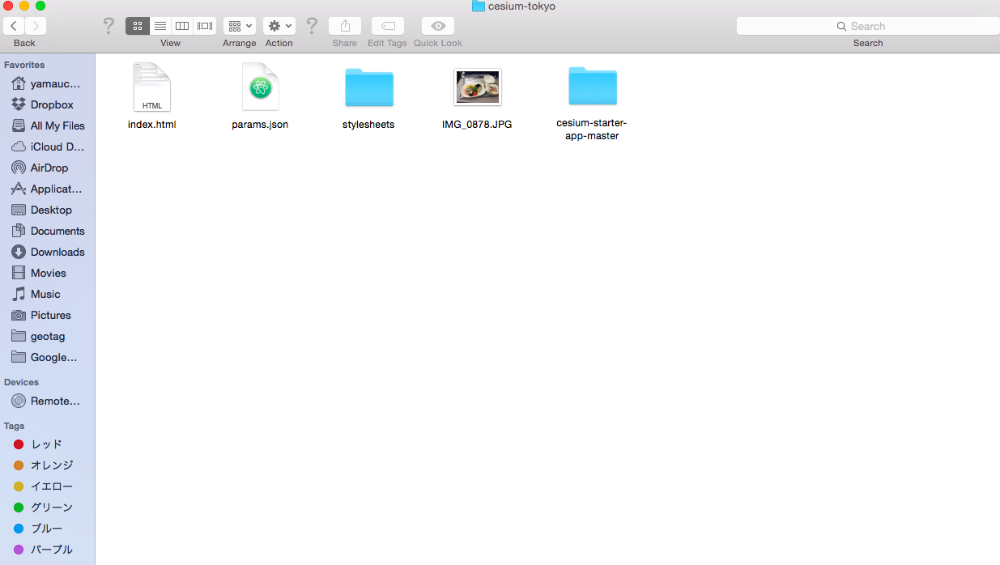 cesium-tokyo
Search
Back
View
Arrange
Action
Share
Edit Tags
Quick Look
Search
Favorites
yamauc...
Dropbox
All My Files
iCloud D...
AirDrop
Applicat...
Desktop
Documents
Downloads
Movies
Music
Pictures
geotag
Google...
Devices
Remote...
Tags
レッド
オレンジ
イエロー
グリーン
ブルー
パープル
HTML
index.html
params.json
stylesheets
IMG_0878.JPG
cesium-starter-
app-master